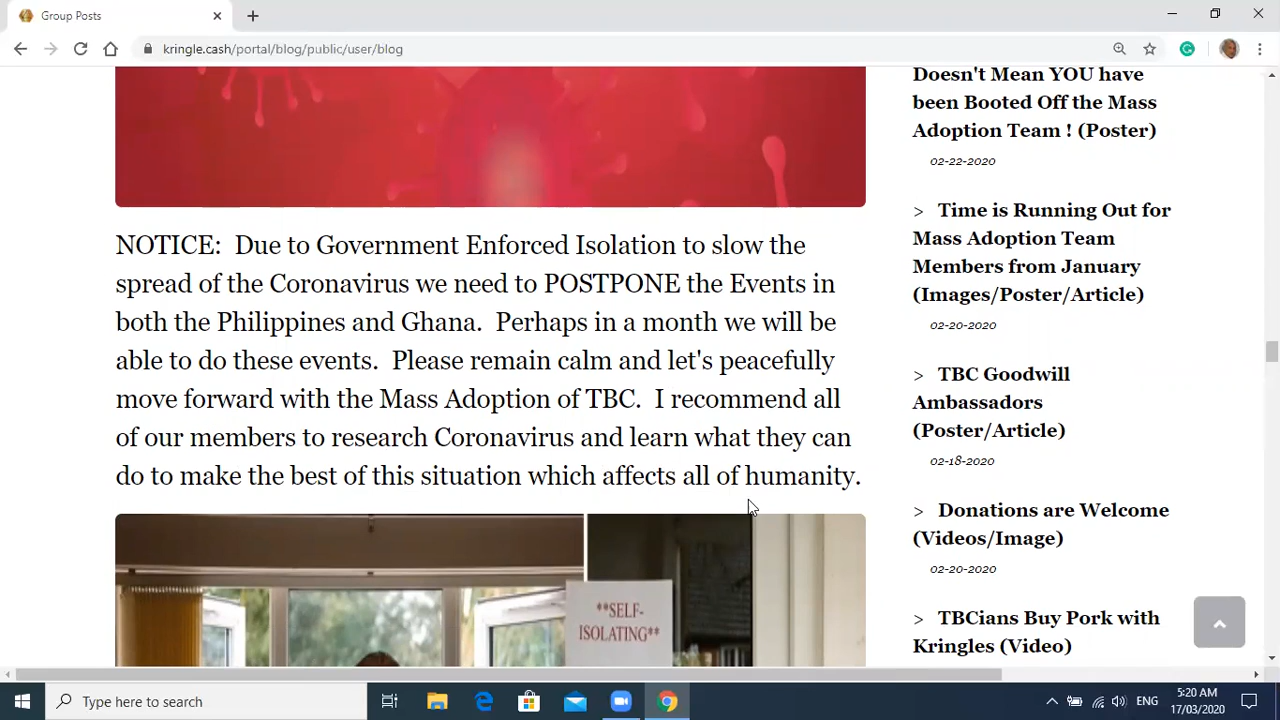 Group Posts
kringle.cash/portal/blog/public/user/blog
NOTICE:  Due to Government Enforced Isolation to slow the
spread of the Coronavirus we need to POSTPONE the Events in
both the Philippines and Ghana.  Perhaps in a month we will be
able to do these events.  Please remain calm and let's peacefully
move forward with the Mass Adoption of TBC.  I recommend all
of our members to research Coronavirus and learn what they can
do to make the best of this situation which affects all of humanity.
**SELF-
ISOLATING**
Doesn't Mean YOU have
been Booted Off the Mass
Adoption Team ! (Poster)
02-22-2020
> Time is Running Out for
Mass Adoption Team
Members from January
(Images/Poster/Article)
02-20-2020
> TBC Goodwill
Ambassadors
(Poster/Article)
02-18-2020
> Donations are Welcome
(Videos/Image)
02-20-2020
> TBCians Buy Pork with
Kringles (Video)
Type here to search
ENG
5:20 AM
17/03/2020